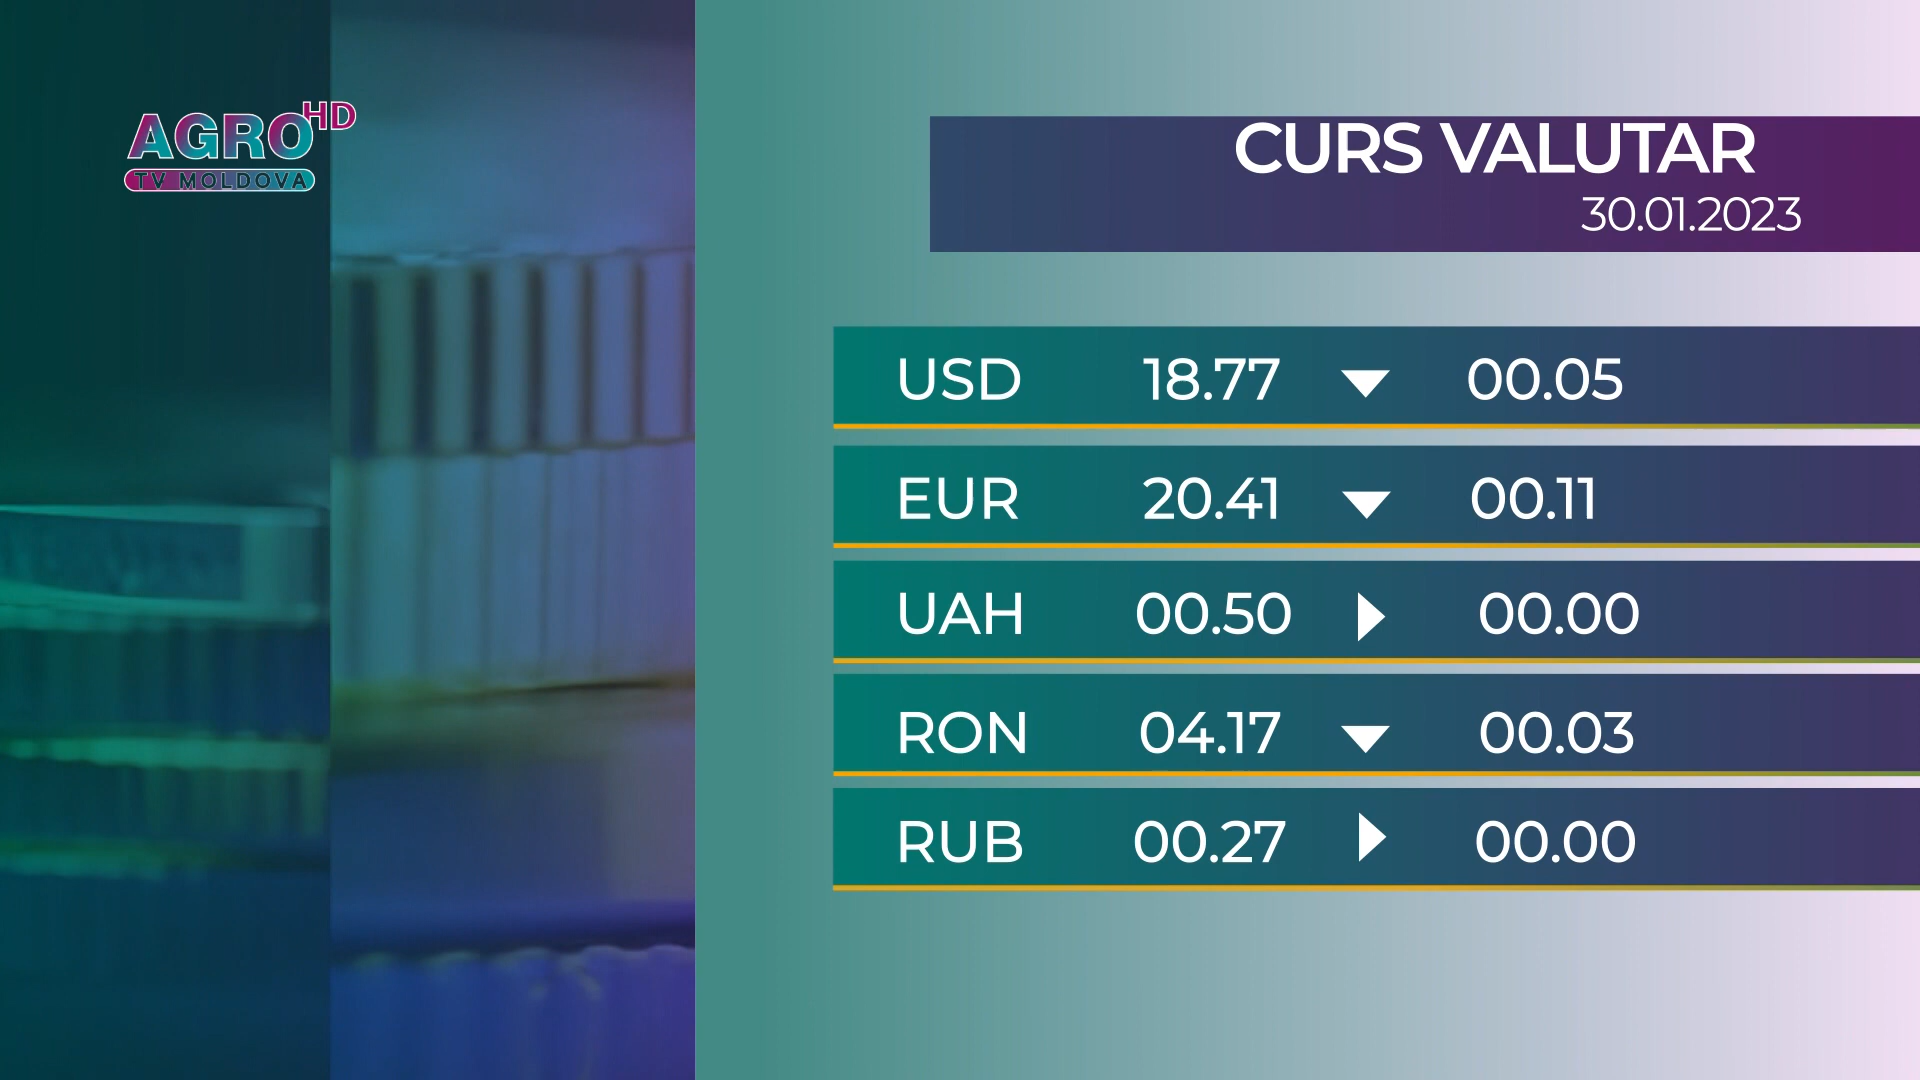 AGRO HD
TV MOLDOVA
CURS VALUTAR
30.01.2023
USD 18.77 00.05
EUR 20.41 00.11
UAH 00.50 00.00
RON 04.17 00.03
RUB 00.27 00.00